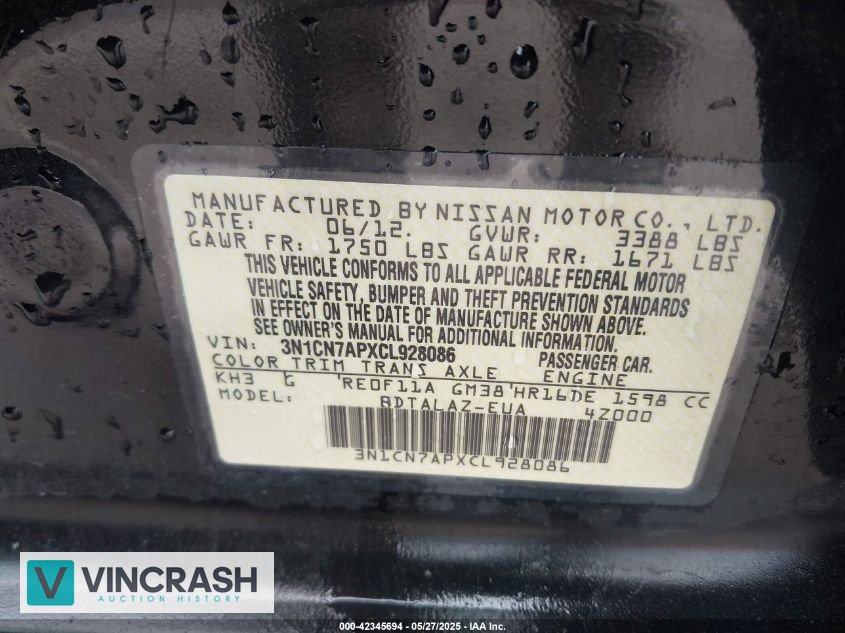 MANUFACTURED BY NISSAN MOTOR CO., LTD.
DATE: 06/12. GVWR: 3388 LBS
GAWR FR: 1750 LBS GAWR RR: 1671 LBS
THIS VEHICLE CONFORMS TO ALL APPLICABLE FEDERAL MOTOR
VEHICLE SAFETY, BUMPER AND THEFT PREVENTION STANDARDS
IN EFFECT ON THE DATE OF MANUFACTURE SHOWN ABOVE.
SEE OWNER'S MANUAL FOR ADDITIONAL INFORMATION.
VIN: 3N1CN7APXCL928086 PASSENGER CAR.
COLOR TRIM TRANS AXLE ENGINE
KH3 G RE0F11A GM38 HR16DE 1598 CC
MODEL: BDTALAZ-EUA 4Z000
3N1CN7APXCL928086
V VINCRASH
AUCTION HISTORY
000-42345694 - 05/27/2025 - IAA Inc.